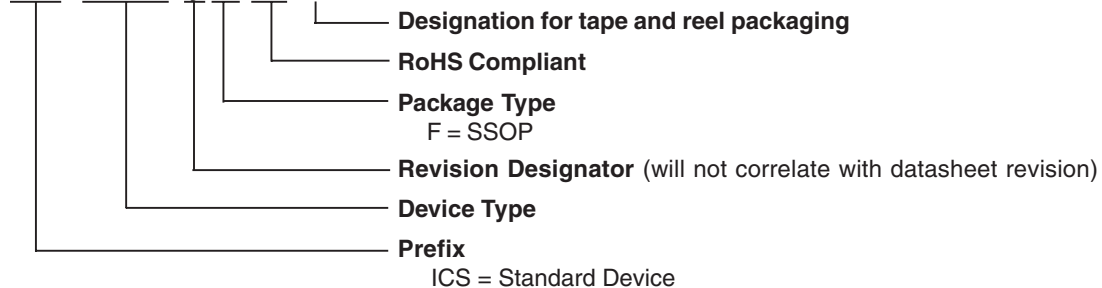 Designation for tape and reel packaging
RoHS Compliant
Package Type
F = SSOP
Revision Designator (will not correlate with datasheet revision)
Device Type
Prefix
ICS = Standard Device